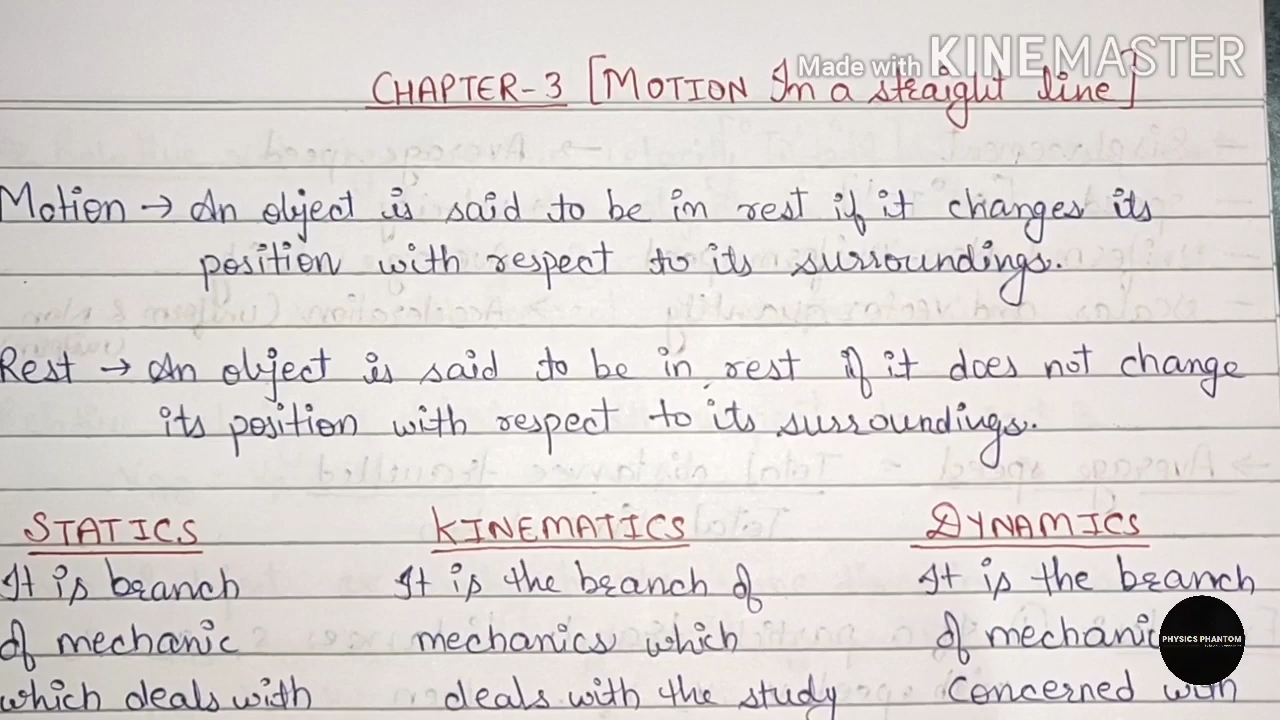 Made with KINEMASTER
CHAPTER-3 [MOTION In a straight line]
Motion → An object is said to be in rest if it changes its
position with respect to its surroundings.
Rest → An object is said to be in rest if it does not change
its position with respect to its surroundings.
STATICS
It is branch
of mechanic
which deals with
KINEMATICS
It is the branch of
mechanics which
deals with the study
DYNAMICS
It is the branch
of mechanic
concerned with
PHYSICS PHANTOM